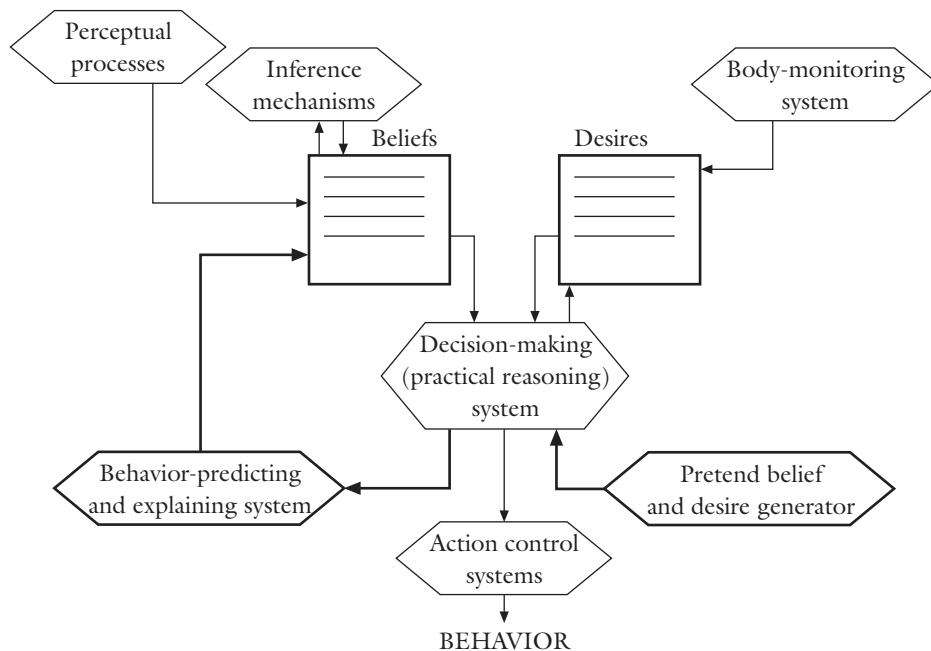 Perceptual
processes
Inference
mechanisms
Body-monitoring
system
Beliefs
Desires
Decision-making
(practical reasoning)
system
Behavior-predicting
and explaining system
Pretend belief
and desire generator
Action control
systems
BEHAVIOR